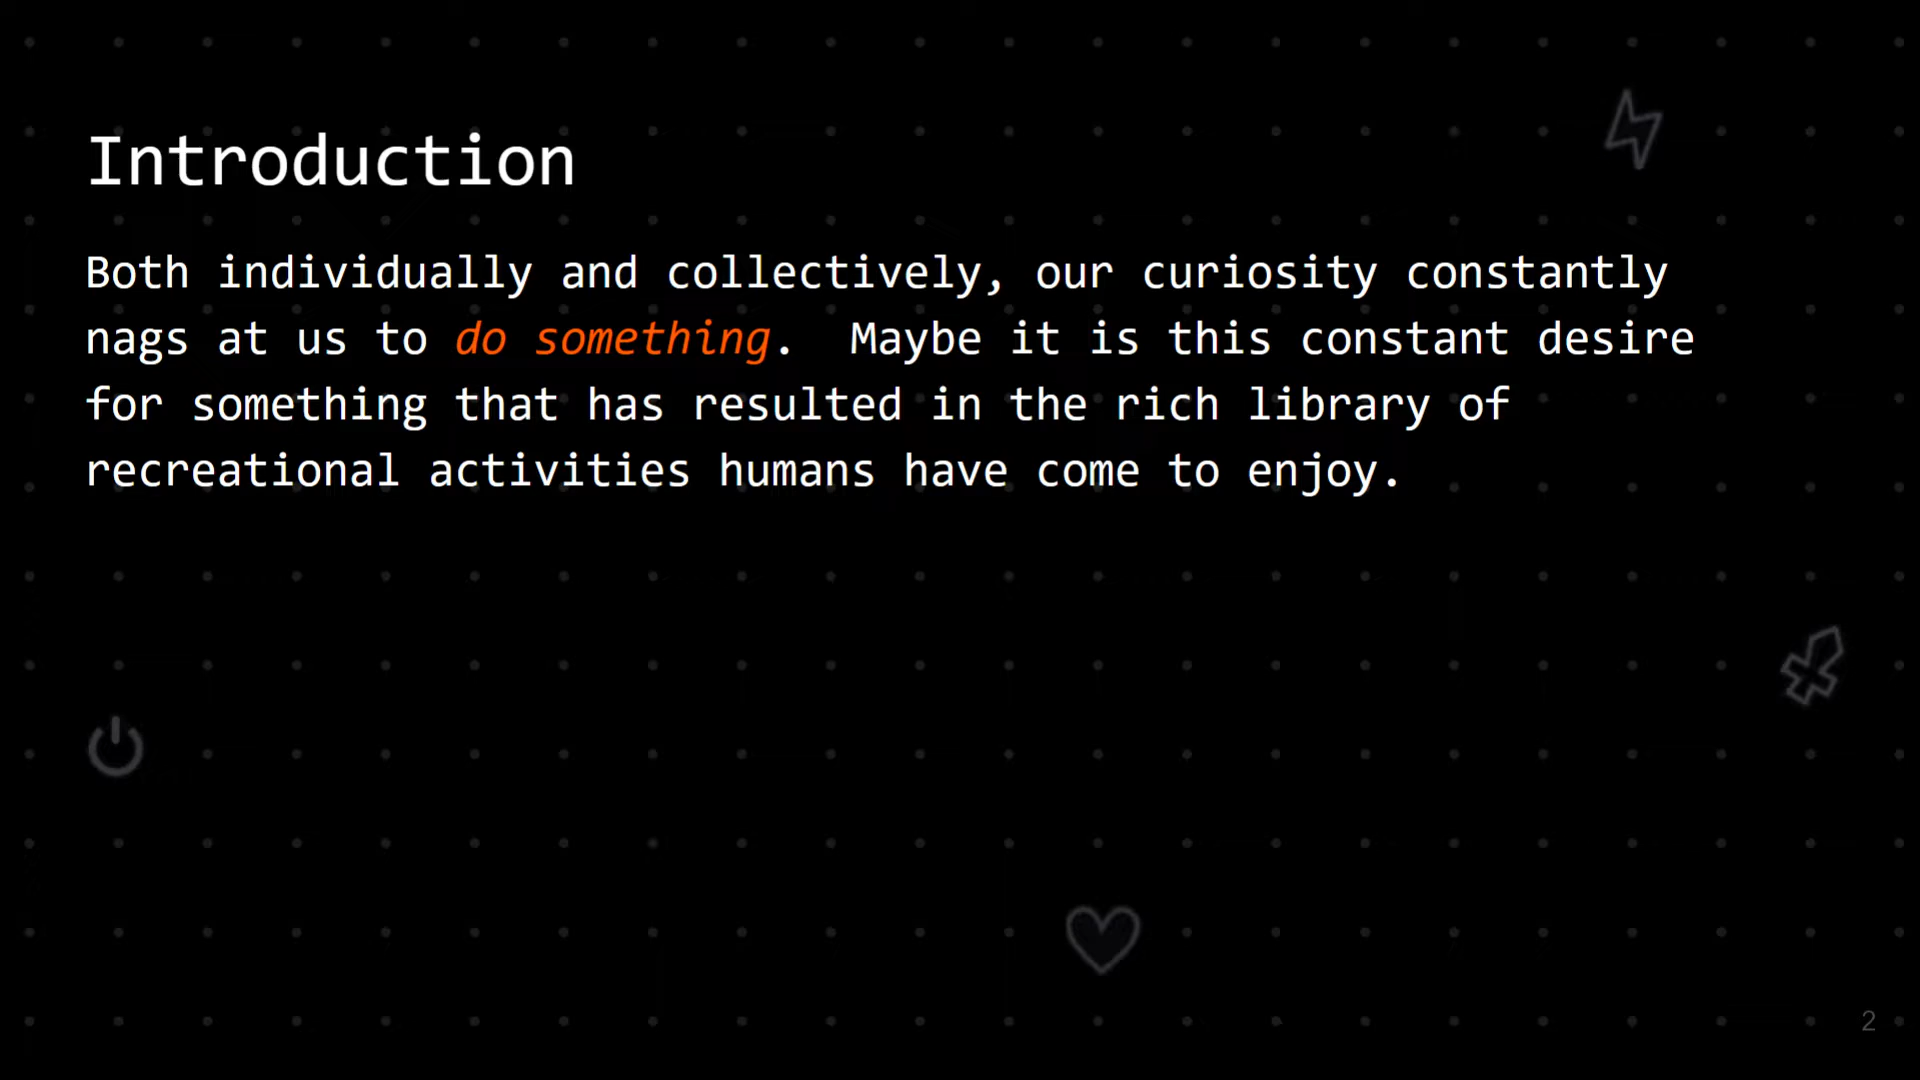 Introduction
Both individually and collectively, our curiosity constantly
nags at us to do something.  Maybe it is this constant desire
for something that has resulted in the rich library of
recreational activities humans have come to enjoy.
2